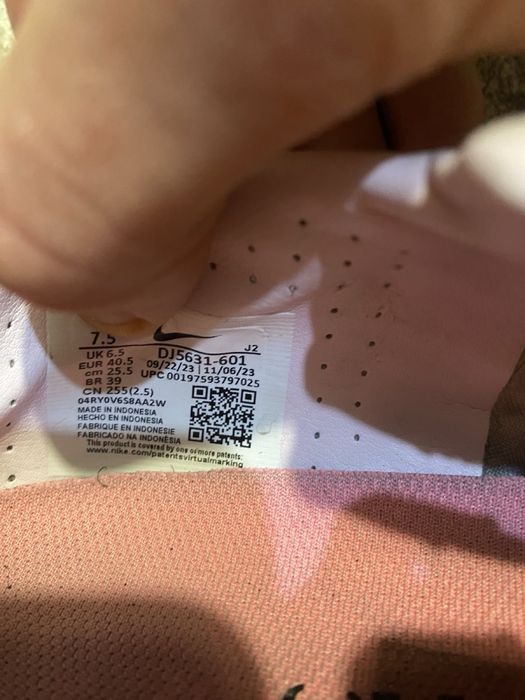 7.5
J2
UK 6.5 DJ5631-601
EUR 40.5 09/22/23 | 11/06/23
cm 25.5 UPC 00197593797025
BR 39
CN 255(2.5)
04RY0V6S8AA2W
MADE IN INDONESIA
HECHO EN INDONESIA
FABRIQUE EN INDONESIE
FABRICADO NA INDONÉSIA
This product is covered by one or more patents:
www.nike.com/patentsvirtualmarking